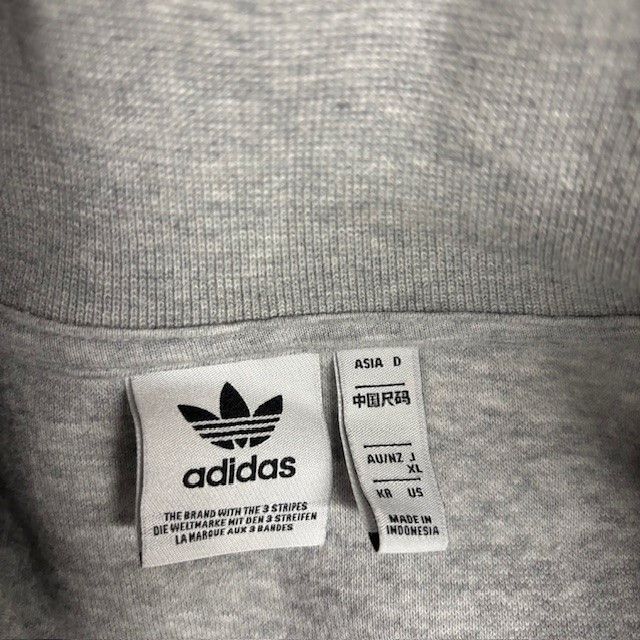 adidas
THE BRAND WITH THE 3 STRIPES
DIE WELTMARKE MIT DEN 3 STREIFEN
LA MARQUE AUX 3 BANDES
ASIA D
中国尺码
AU/NZ J
XL
KR US
MADE IN
INDONESIA